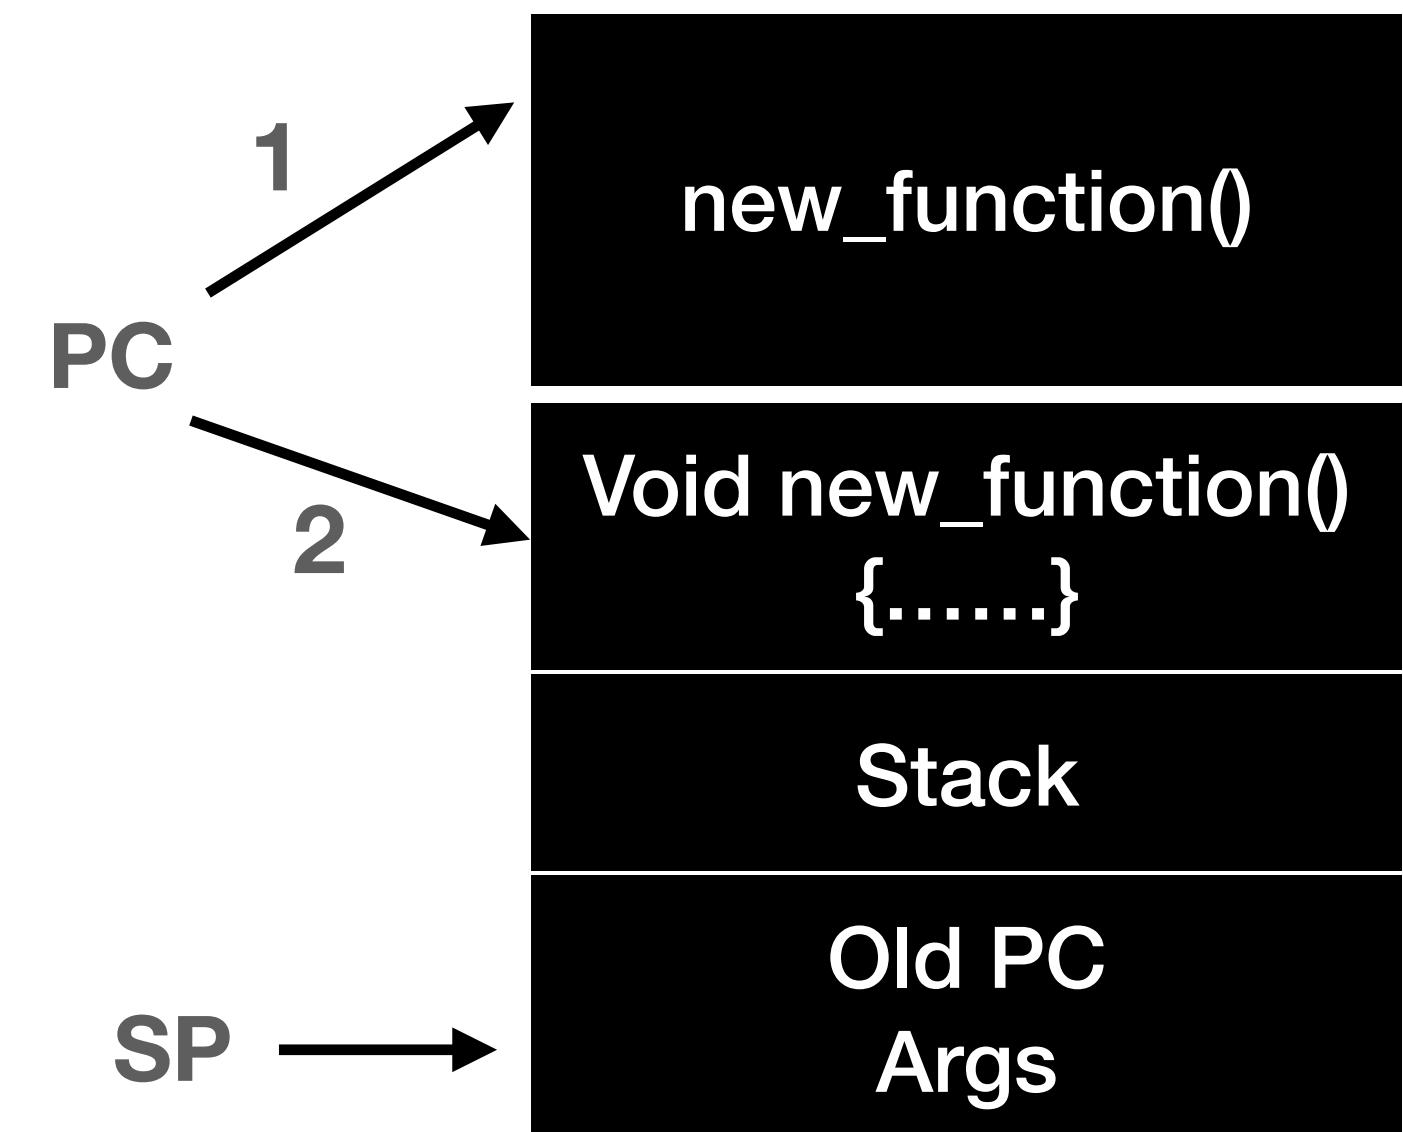 1
new_function()
PC
2
Void new_function()
{......}
Stack
Old PC
Args
SP